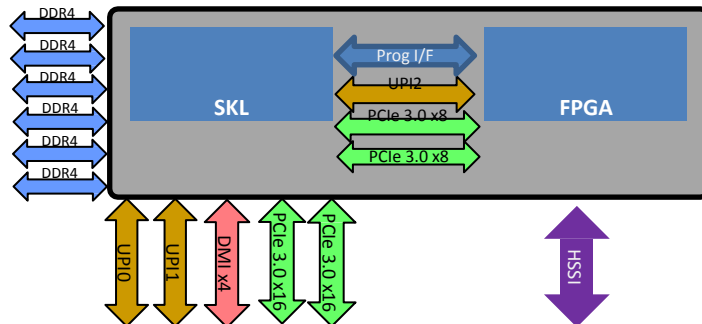 DDR4
DDR4
DDR4
DDR4
DDR4
DDR4
SKL
Prog I/F
UPI2
PCIe 3.0 x8
PCIe 3.0 x8
FPGA
UPI0
UPI1
DMI x4
PCIe 3.0 x16
PCIe 3.0 x16
HSSI